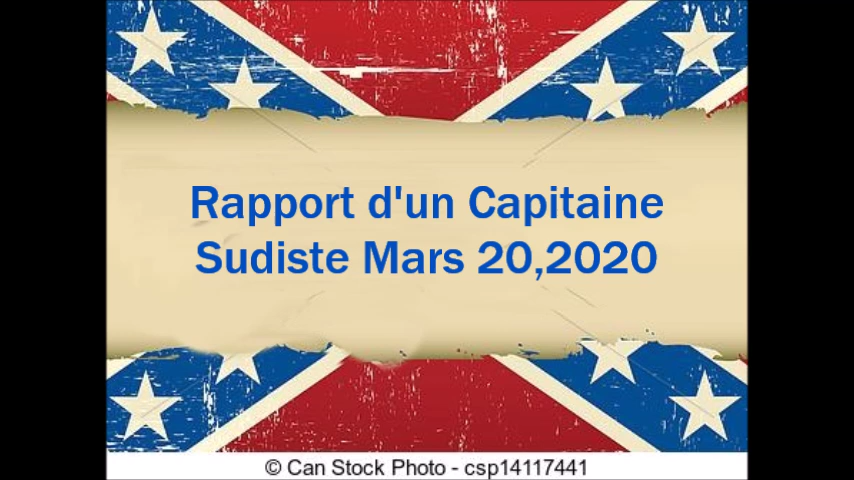 Rapport d'un Capitaine
Sudiste Mars 20,2020
© Can Stock Photo - csp14117441